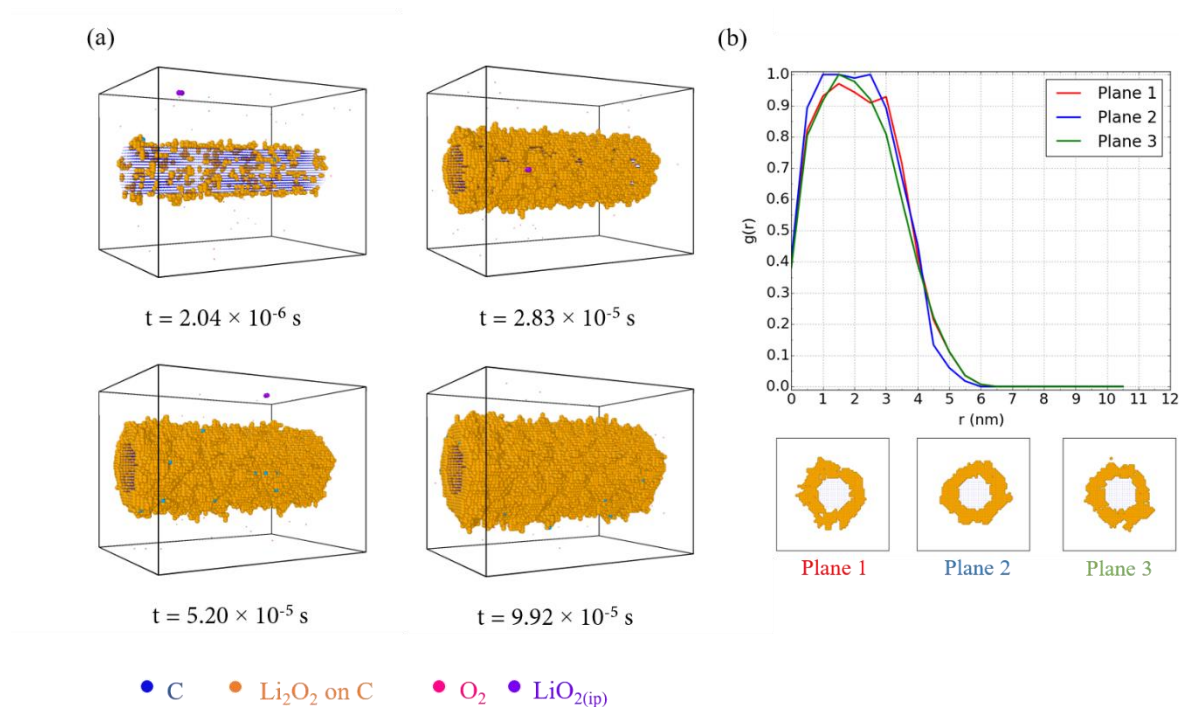 (a)
t = 2.04 × 10⁻⁶ s
t = 2.83 × 10⁻⁵ s
t = 5.20 × 10⁻⁵ s
t = 9.92 × 10⁻⁵ s
C
Li₂O₂ on C
O₂
LiO₂₍ip₎
(b)
1.0
0.9
0.8
0.7
0.6
0.5
0.4
0.3
0.2
0.1
0.0
g(r)
Plane 1
Plane 2
Plane 3
0 1 2 3 4 5 6 7 8 9 10 11 12
r (nm)
Plane 1
Plane 2
Plane 3